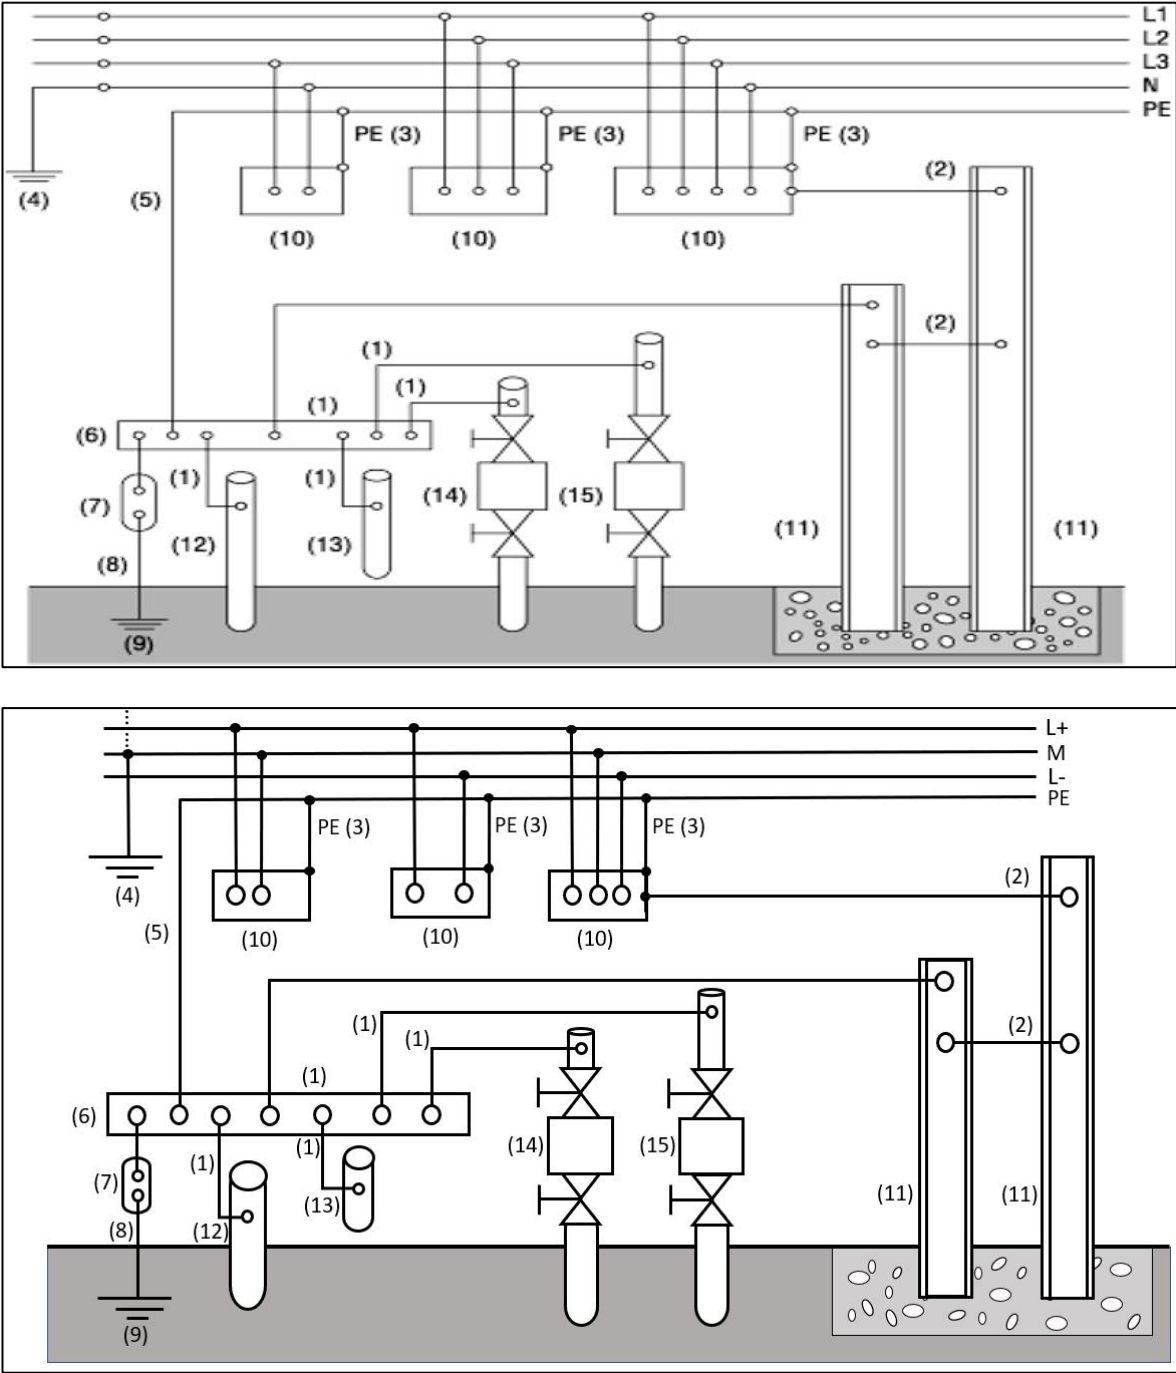 L1
L2
L3
N
PE
PE (3)
PE (3)
PE (3)
(2)
(4)
(5)
(10)
(10)
(10)
(2)
(1)
(1)
(1)
(6)
(1)
(1)
(7)
(14)
(15)
(11)
(11)
(12)
(13)
(8)
(9)
L+
M
L-
PE
PE (3)
PE (3)
PE (3)
(2)
(4)
(5)
(10)
(10)
(10)
(1)
(2)
(1)
(1)
(6)
(1)
(1)
(14)
(15)
(7)
(11)
(11)
(13)
(8)
(12)
(9)